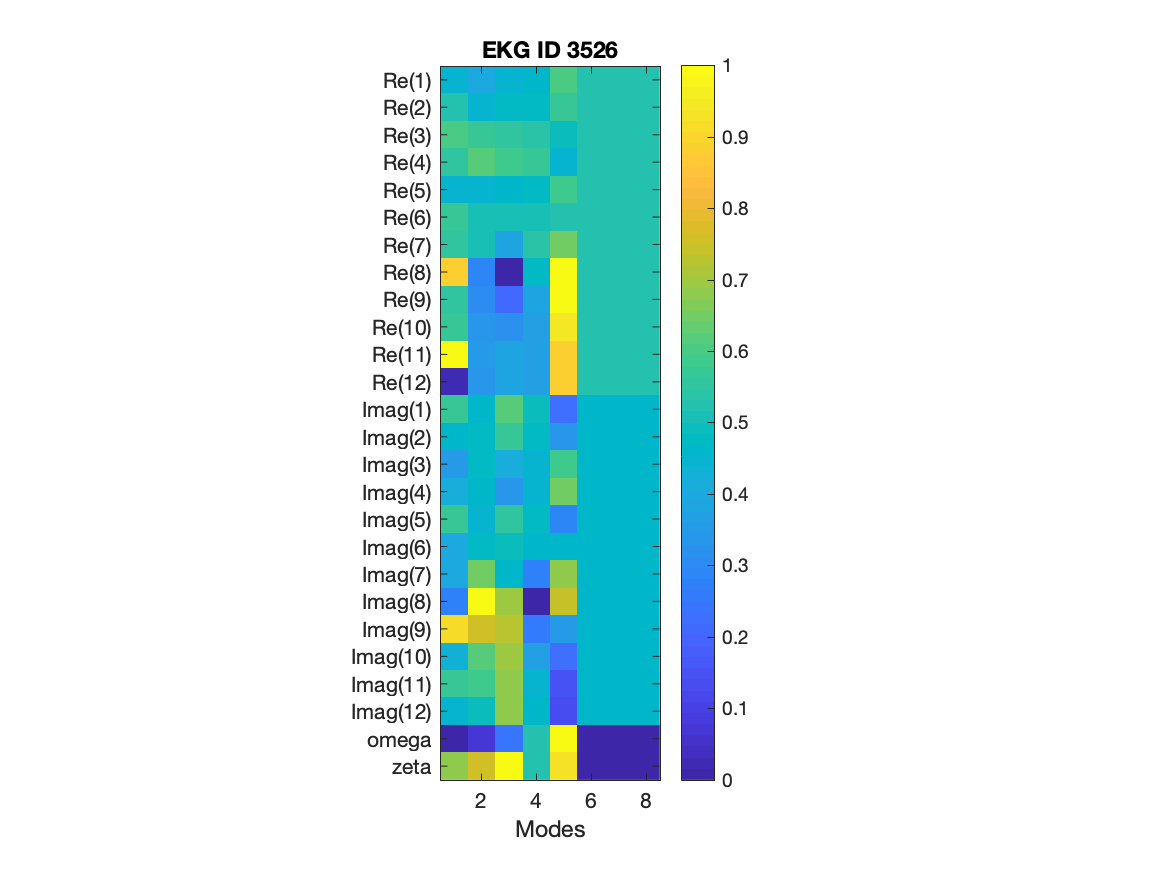 EKG ID 3526
Re(1)
Re(2)
Re(3)
Re(4)
Re(5)
Re(6)
Re(7)
Re(8)
Re(9)
Re(10)
Re(11)
Re(12)
Imag(1)
Imag(2)
Imag(3)
Imag(4)
Imag(5)
Imag(6)
Imag(7)
Imag(8)
Imag(9)
Imag(10)
Imag(11)
Imag(12)
omega
zeta
2 4 6 8
Modes
1
0.9
0.8
0.7
0.6
0.5
0.4
0.3
0.2
0.1
0